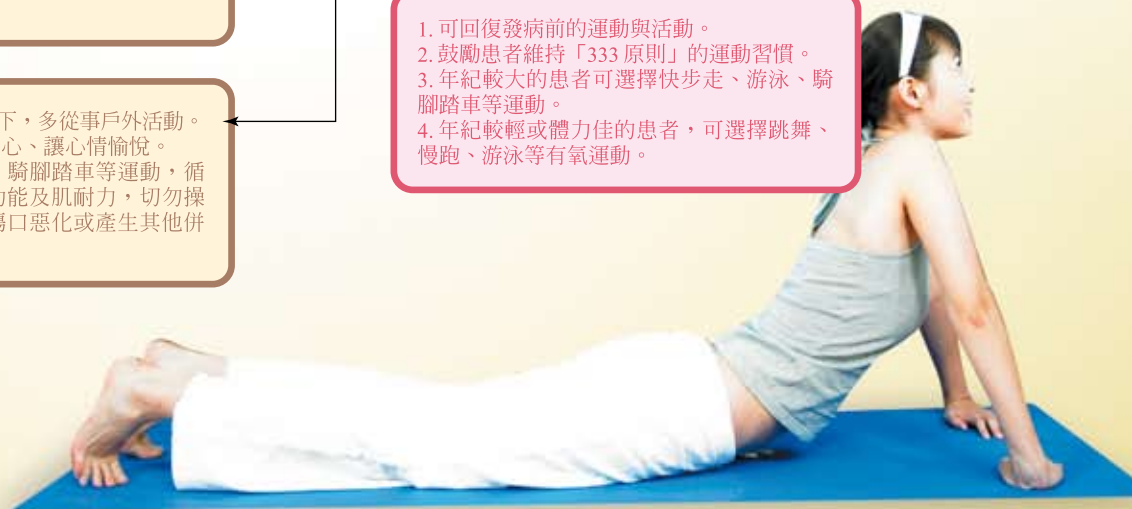 下，多從事戶外活動。
心、讓心情愉悅。
騎腳踏車等運動，循
功能及肌耐力，切勿操
傷口惡化或產生其他併
1. 可回復發病前的運動與活動。
2. 鼓勵患者維持「333 原則」的運動習慣。
3. 年紀較大的患者可選擇快步走、游泳、騎
腳踏車等運動。
4. 年紀較輕或體力佳的患者，可選擇跳舞、
慢跑、游泳等有氧運動。